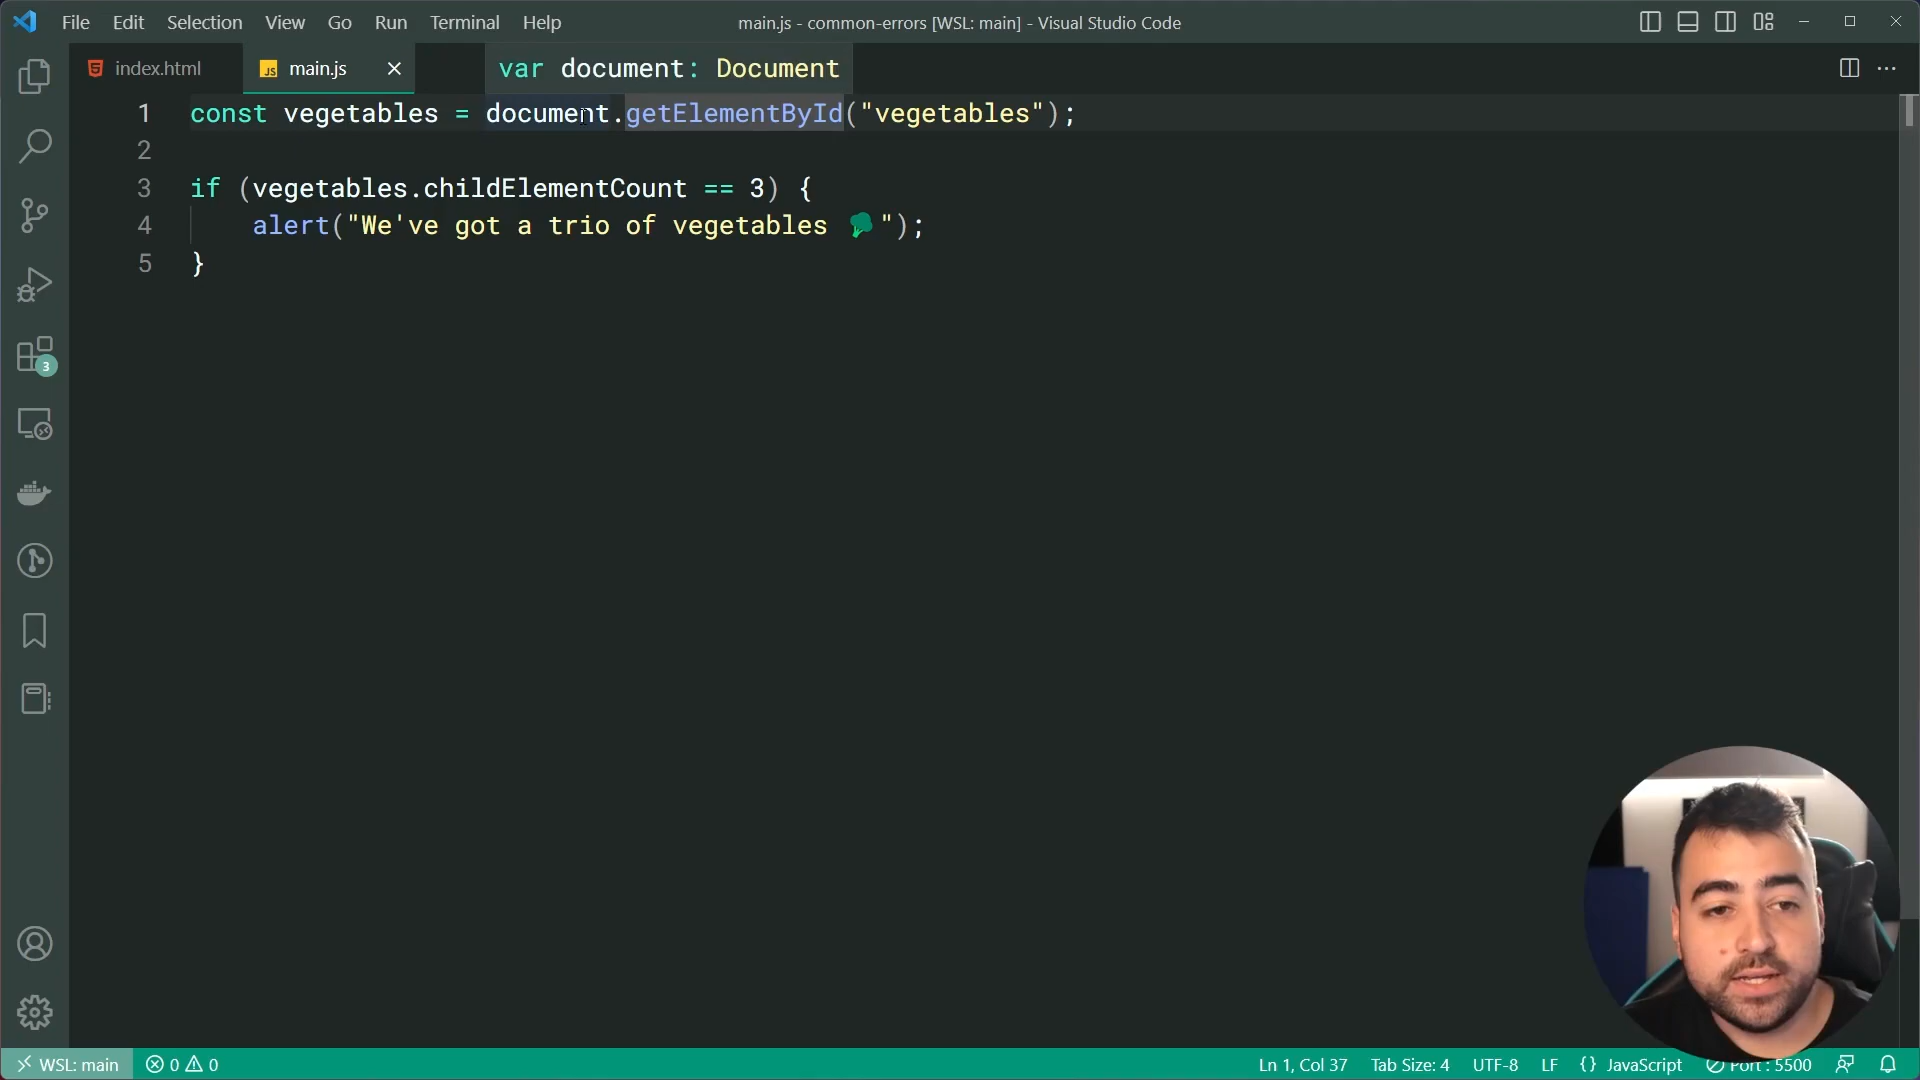 File Edit Selection View Go Run Terminal Help
main.js - common-errors [WSL: main] - Visual Studio Code
index.html
JS main.js
var document: Document
1 const vegetables = document.getElementById("vegetables");
2
3 if (vegetables.childElementCount == 3) {
4 alert("We've got a trio of vegetables 🥦");
5 }
3
WSL: main 0 0 Ln 1, Col 37 Tab Size: 4 UTF-8 LF {} JavaScript Port : 5500